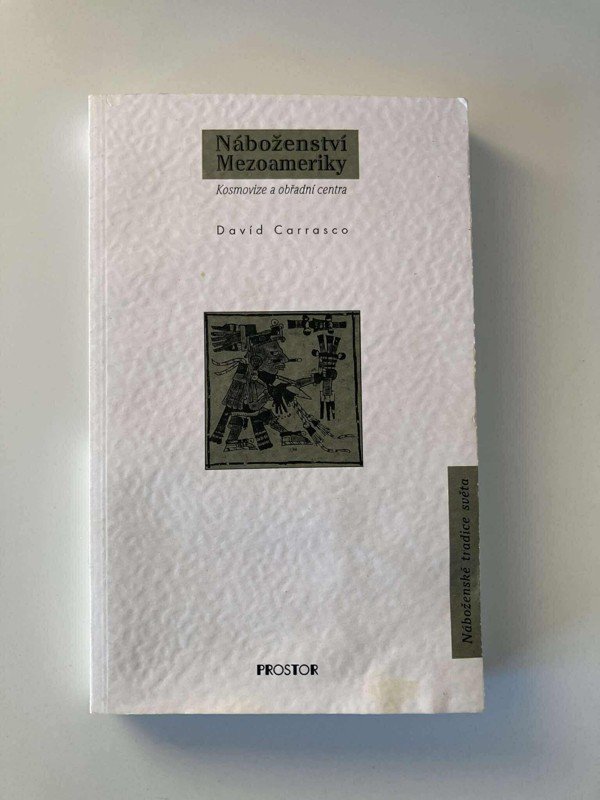 Náboženství
Mezoameriky
Kosmovize a obřadní centra
Davíd Carrasco
Náboženské tradice světa
PROSTOR